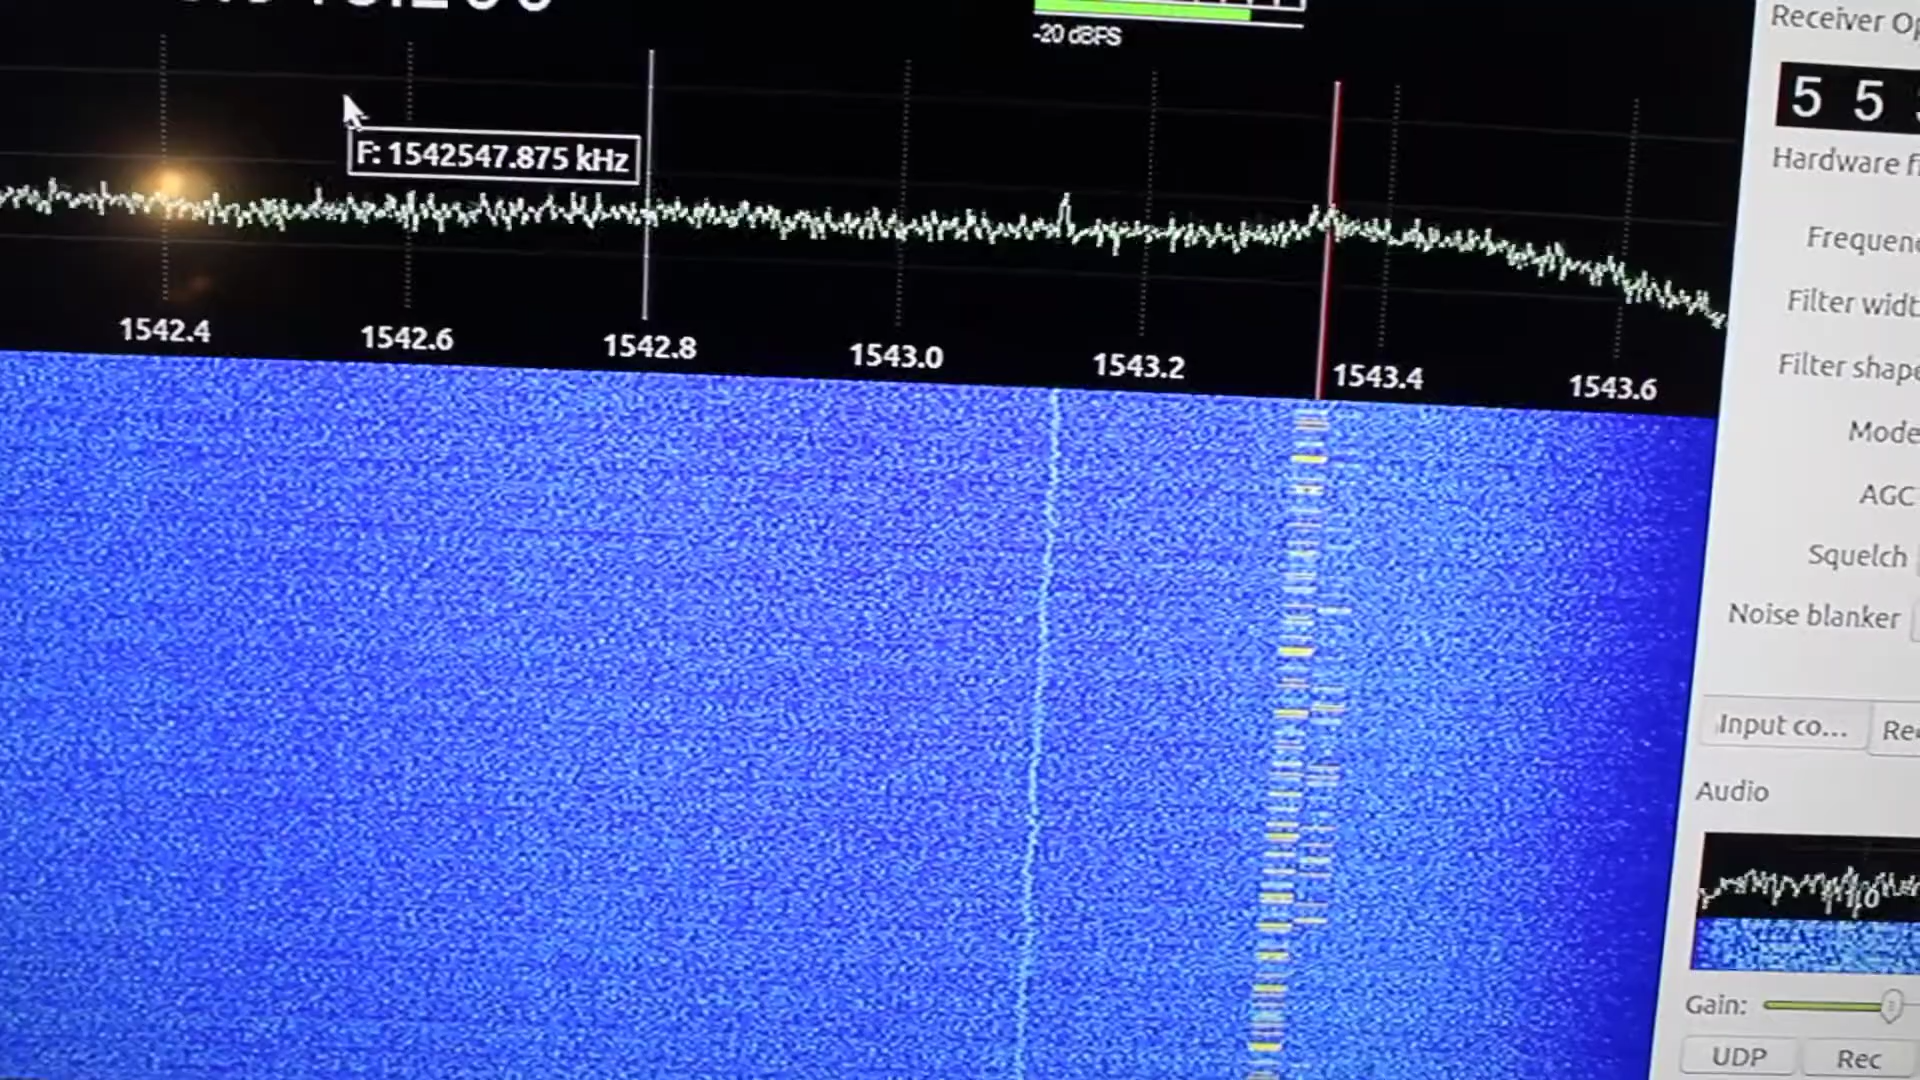 -20 dBFS
Receiver Op
5 5
F: 1542547.875 kHz
Hardware f
Frequen
Filter widt
1542.4 1542.6 1542.8 1543.0 1543.2 1543.4 1543.6
Filter shape
Mode
AGC
Squelch
Noise blanker
Input co... Re
Audio
Gain:
UDP Rec